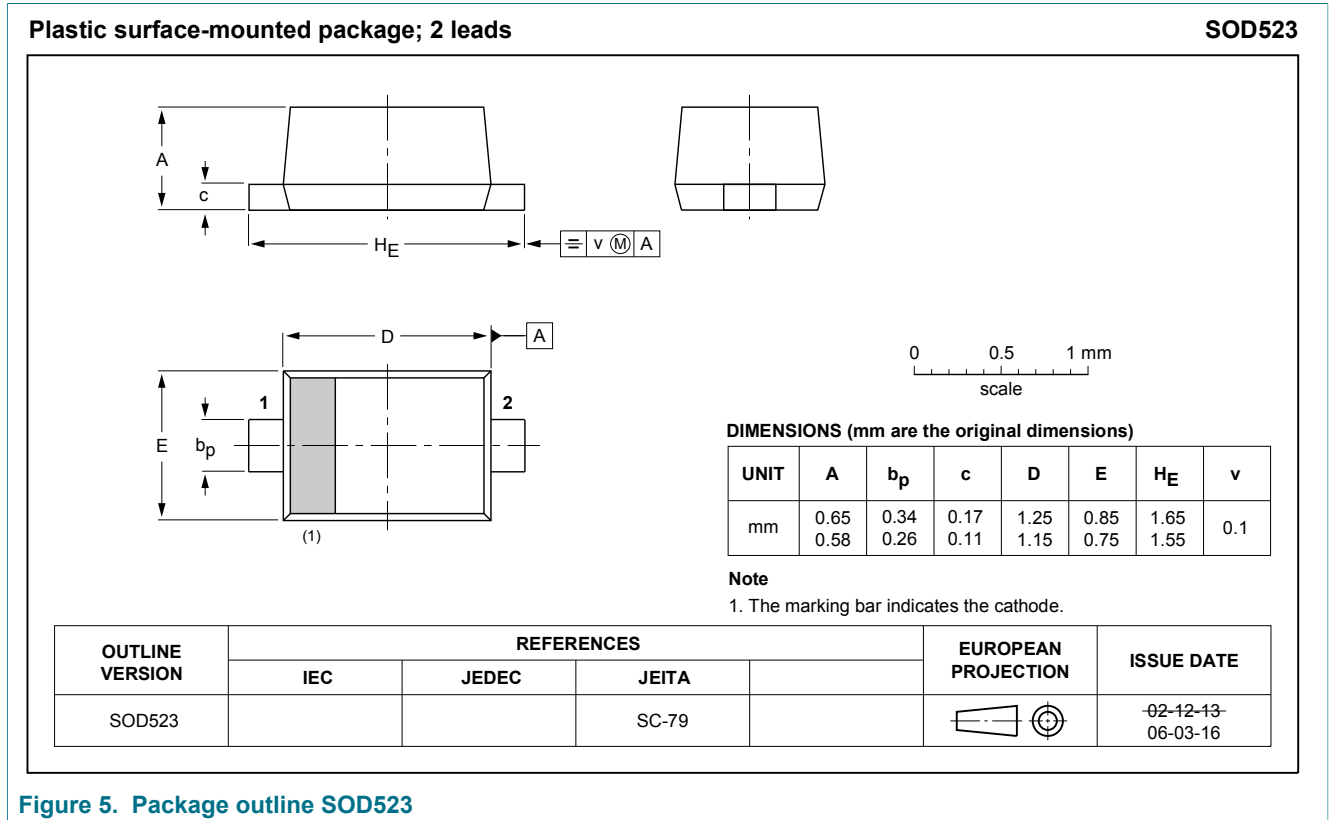 Plastic surface-mounted package; 2 leads SOD523
A
c
HE
v M A
D
A
E
bp
1
2
(1)
0 0.5 1 mm
scale
DIMENSIONS (mm are the original dimensions)
UNIT A bp c D E HE v
mm 0.65 0.34 0.17 1.25 0.85 1.65 0.1
0.58 0.26 0.11 1.15 0.75 1.55
Note
1. The marking bar indicates the cathode.
OUTLINE VERSION REFERENCES EUROPEAN PROJECTION ISSUE DATE
IEC JEDEC JEITA
SOD523 SC-79 02-12-13
06-03-16
Figure 5. Package outline SOD523